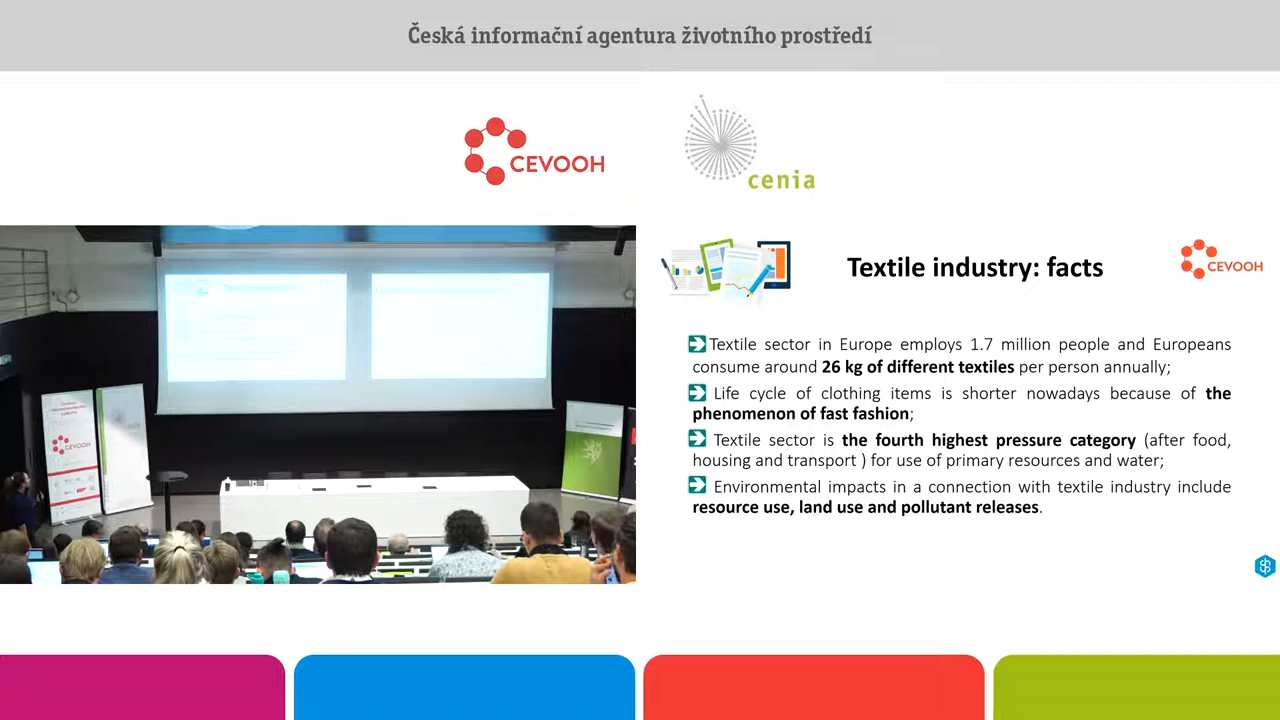 Česká informační agentura životního prostředí
CEVOOH
cenia
Textile industry: facts
CEVOOH
Textile sector in Europe employs 1.7 million people and Europeans
consume around 26 kg of different textiles per person annually;
Life cycle of clothing items is shorter nowadays because of the
phenomenon of fast fashion;
Textile sector is the fourth highest pressure category (after food,
housing and transport ) for use of primary resources and water;
Environmental impacts in a connection with textile industry include
resource use, land use and pollutant releases.
CEVOOH